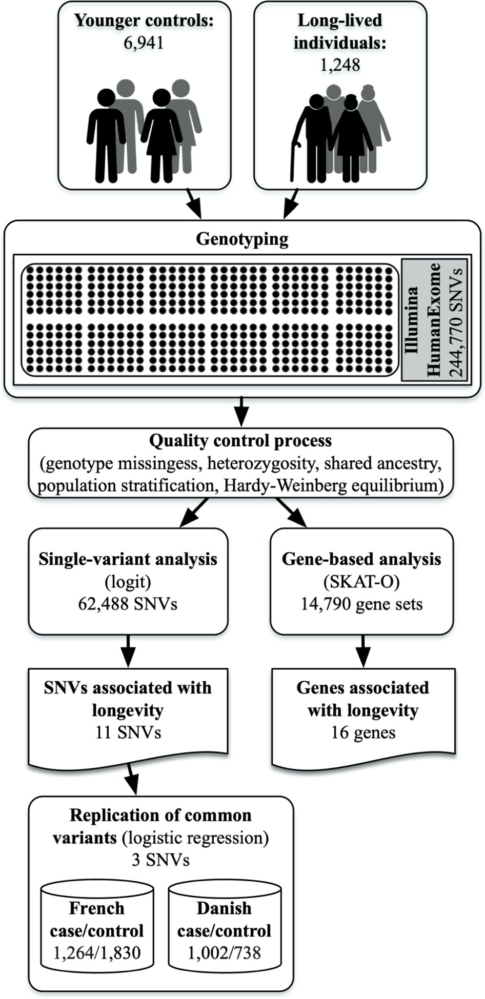 Younger controls:
6,941
Long-lived
individuals:
1,248
Genotyping
Illumina
HumanExome
244,770 SNVs
Quality control process
(genotype missingess, heterozygosity, shared ancestry,
population stratification, Hardy-Weinberg equilibrium)
Single-variant analysis
(logit)
62,488 SNVs
Gene-based analysis
(SKAT-O)
14,790 gene sets
SNVs associated with
longevity
11 SNVs
Genes associated
with longevity
16 genes
Replication of common
variants (logistic regression)
3 SNVs
French
case/control
1,264/1,830
Danish
case/control
1,002/738